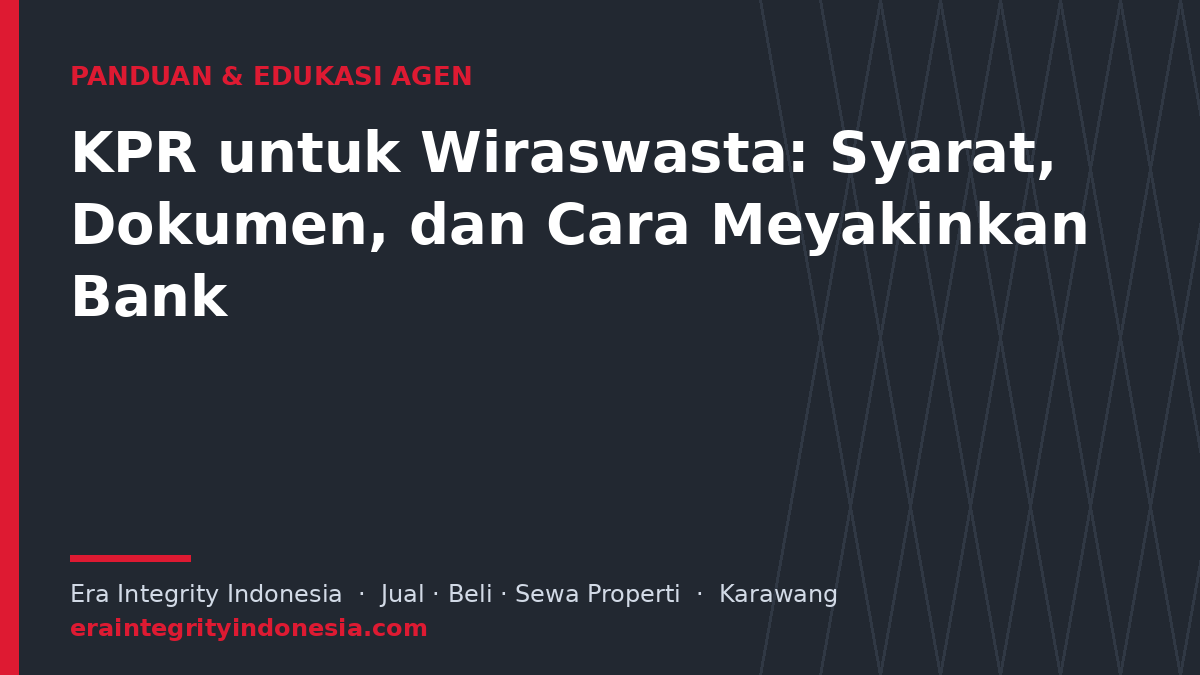 PANDUAN & EDUKASI AGEN
KPR untuk Wiraswasta: Syarat,
Dokumen, dan Cara Meyakinkan
Bank
Era Integrity Indonesia · Jual · Beli · Sewa Properti · Karawang
eraintegrityindonesia.com